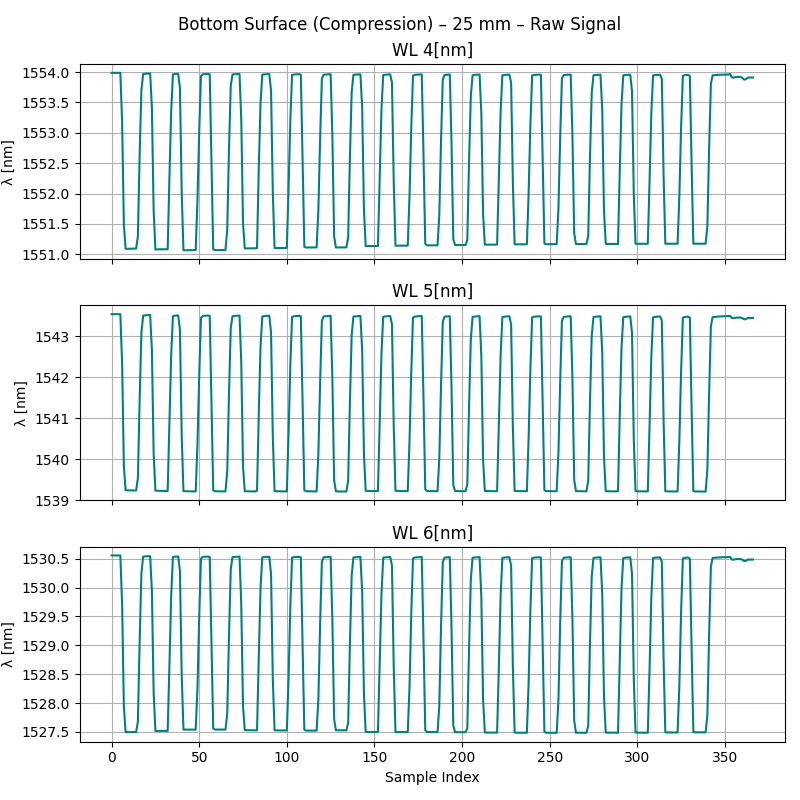 Bottom Surface (Compression) – 25 mm – Raw Signal
WL 4[nm]
1554.0
1553.5
1553.0
1552.5
1552.0
1551.5
1551.0
λ [nm]
WL 5[nm]
1543
1542
1541
1540
1539
λ [nm]
WL 6[nm]
1530.5
1530.0
1529.5
1529.0
1528.5
1528.0
1527.5
λ [nm]
0 50 100 150 200 250 300 350
Sample Index